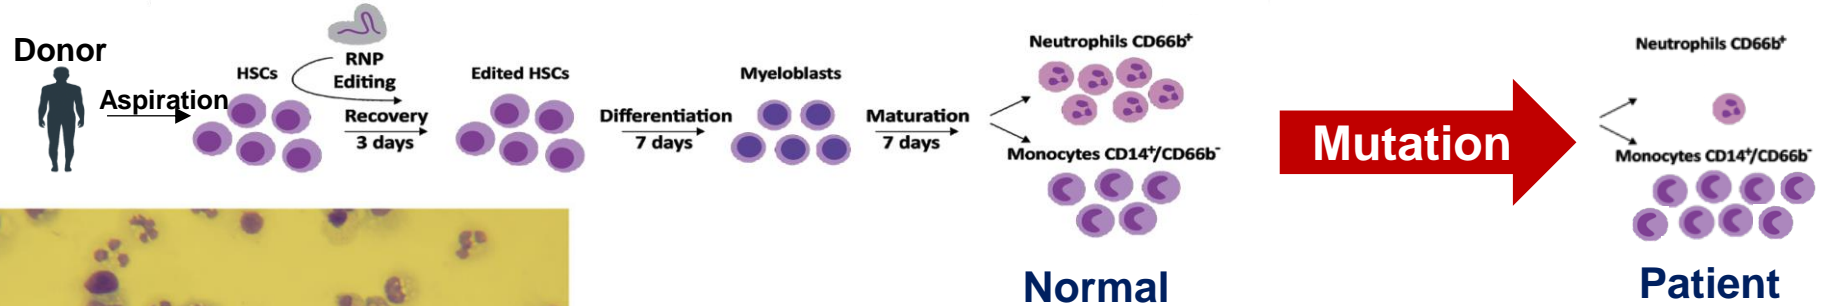 Donor
Aspiration
HSCs
RNP
Editing
Recovery
3 days
Edited HSCs
Differentiation
7 days
Myeloblasts
Maturation
7 days
Neutrophils CD66b⁺
Monocytes CD14⁺/CD66b⁻
Normal
Mutation
Neutrophils CD66b⁺
Monocytes CD14⁺/CD66b⁻
Patient